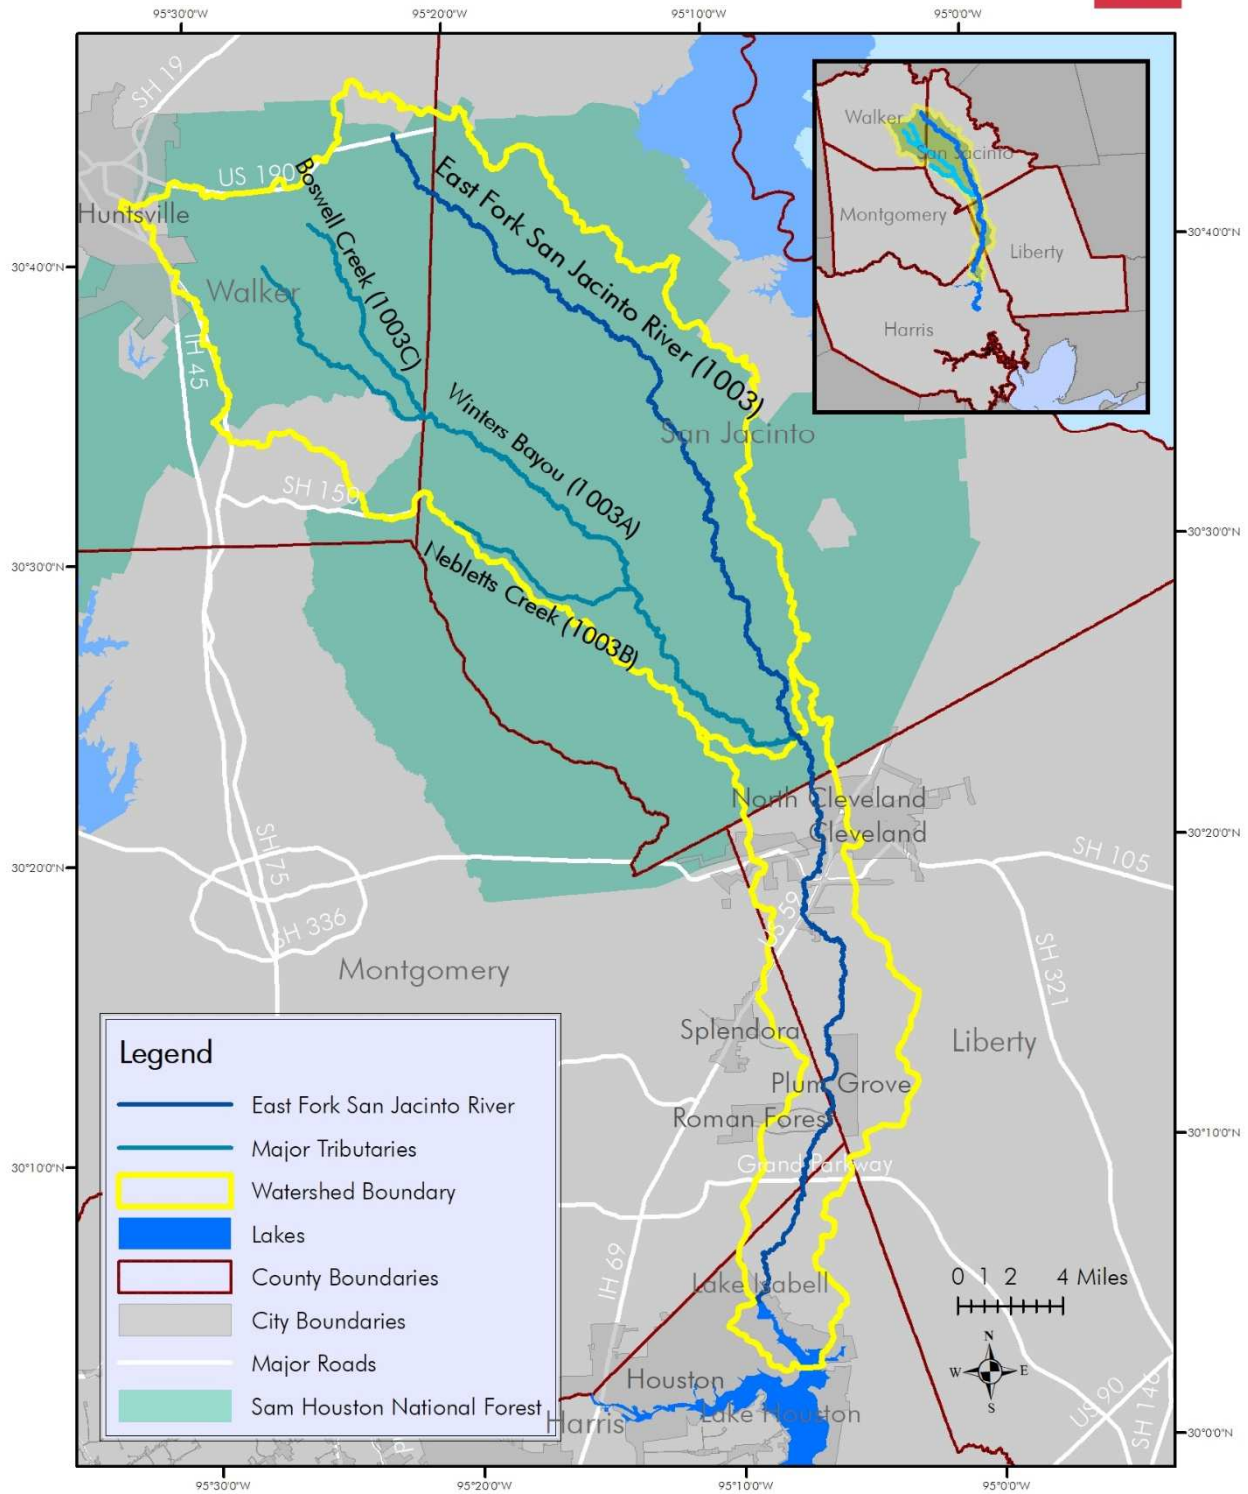 95°30'0"W
95°20'0"W
95°10'0"W
95°0'0"W
SH 19
US 190
Huntsville
Walker
Boswell Creek (1003C)
East Fork San Jacinto River (1003)
Walker
San Jacinto
Montgomery
Liberty
Harris
30°40'0"N
30°40'0"N
IH 45
Winters Bayou (1003A)
San Jacinto
SH 150
Nebletts Creek (1003B)
30°30'0"N
30°30'0"N
North Cleveland
Cleveland
30°20'0"N
30°20'0"N
SH 75
SH 105
SH 336
US 59
SH 321
Montgomery
Splendora
Liberty
Plum Grove
Roman Forest
30°10'0"N
30°10'0"N
Grand Parkway
IH 69
Lake Isabell
Houston
Lake Houston
Harris
US 90
SH 146
30°0'0"N
Legend
East Fork San Jacinto River
Major Tributaries
Watershed Boundary
Lakes
County Boundaries
City Boundaries
Major Roads
Sam Houston National Forest
0 1 2 4 Miles
N
W E
S
95°30'0"W
95°20'0"W
95°10'0"W
95°0'0"W